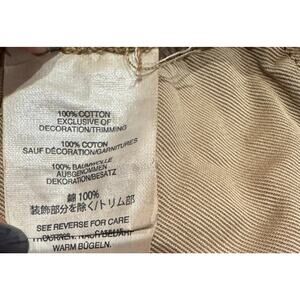 100% COTTON
EXCLUSIVE OF
DECORATION/TRIMMING
100% COTON
SAUF DÉCORATION/GARNITURES
100% BAUMWOLLE
AUSGENOMMEN
DEKORATION/BESATZ
綿 100%
装飾部分を除く/トリム部
SEE REVERSE FOR CARE
WARM BÜGELN.